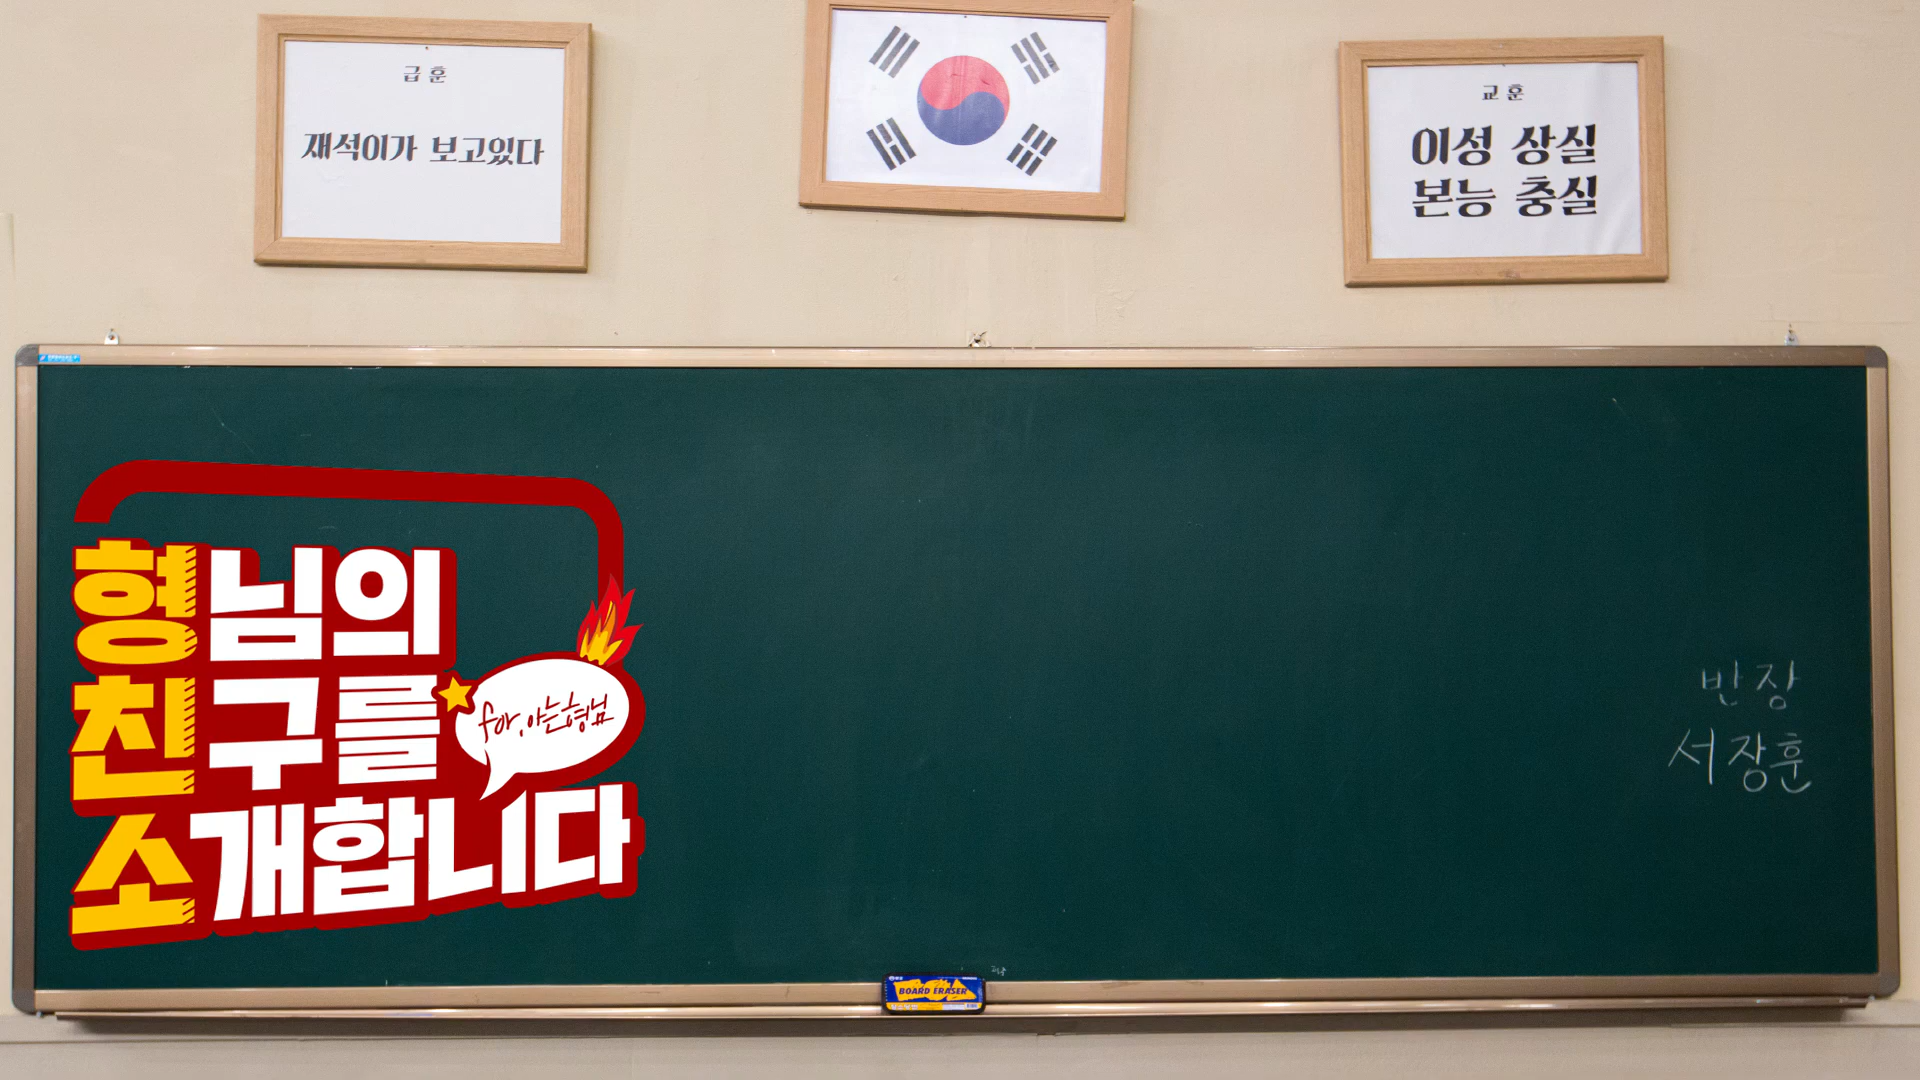 급훈
재석이가 보고있다
교훈
이성 상실
본능 충실
형님의
친구를
for.아는형님
소개합니다
반장
서장훈
BOARD ERASER